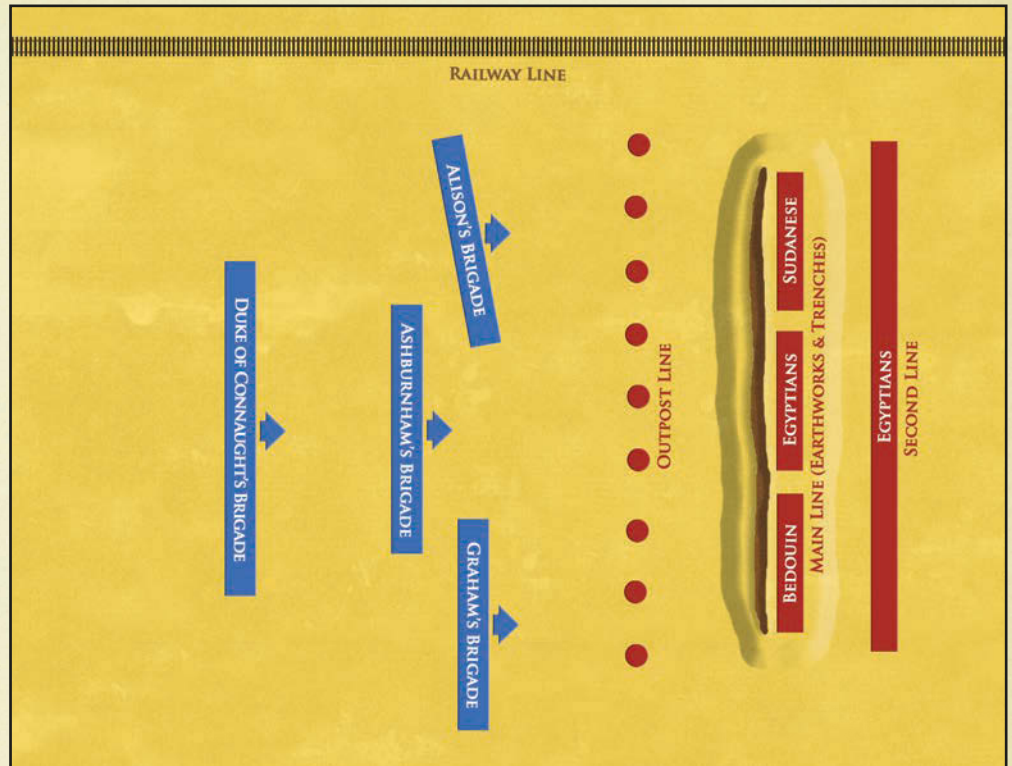 RAILWAY LINE
ALISON'S BRIGADE
DUKE OF CONNAUGHT'S BRIGADE
ASHBURNHAM'S BRIGADE
GRAHAM'S BRIGADE
OUTPOST LINE
SUDANESE
EGYPTIANS
BEDOUIN
MAIN LINE (EARTHWORKS & TRENCHES)
EGYPTIANS
SECOND LINE